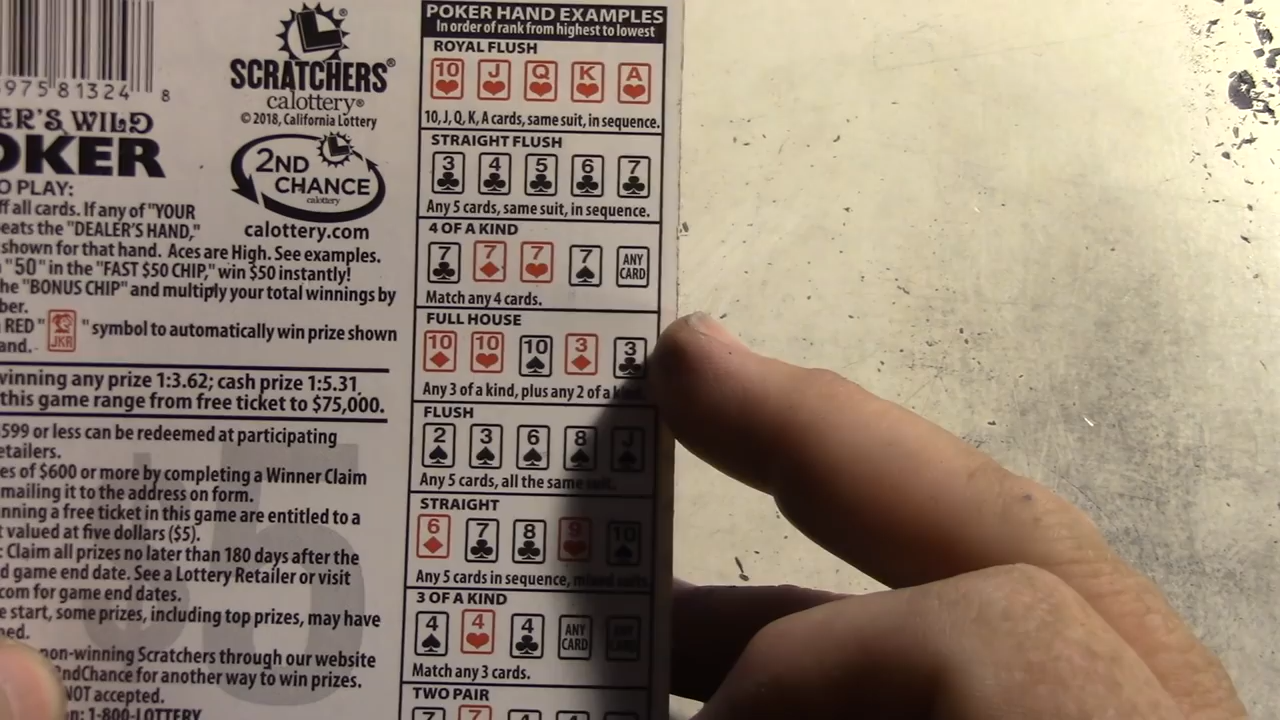 975 81324 8
ER'S WILD
OKER
O PLAY:
ff all cards. If any of "YOUR
eats the "DEALER'S HAND,"
shown for that hand. Aces are High. See examples.
"50" in the "FAST $50 CHIP," win $50 instantly!
he "BONUS CHIP" and multiply your total winnings by
ber.
RED " JKR " symbol to automatically win prize shown
and.
winning any prize 1:3.62; cash prize 1:5.31.
this game range from free ticket to $75,000.
$599 or less can be redeemed at participating
etailers.
es of $600 or more by completing a Winner Claim
mailing it to the address on form.
nning a free ticket in this game are entitled to a
t valued at five dollars ($5).
: Claim all prizes no later than 180 days after the
d game end date. See a Lottery Retailer or visit
com for game end dates.
e start, some prizes, including top prizes, may have
ned.
non-winning Scratchers through our website
2ndChance for another way to win prizes.
NOT accepted.
n: 1-800-LOTTERY
SCRATCHERS®
calottery®
© 2018, California Lottery
2ND
CHANCE
calottery
calottery.com
POKER HAND EXAMPLES
In order of rank from highest to lowest
ROYAL FLUSH
10 J Q K A
10, J, Q, K, A cards, same suit, in sequence.
STRAIGHT FLUSH
3 4 5 6 7
Any 5 cards, same suit, in sequence.
4 OF A KIND
7 7 7 7 ANY CARD
Match any 4 cards.
FULL HOUSE
10 10 10 3 3
Any 3 of a kind, plus any 2 of a kind.
FLUSH
2 3 6 8 J
Any 5 cards, all the same suit.
STRAIGHT
6 7 8 9 10
Any 5 cards in sequence, mixed suits.
3 OF A KIND
4 4 4 ANY CARD ANY CARD
Match any 3 cards.
TWO PAIR
7 7 4 4